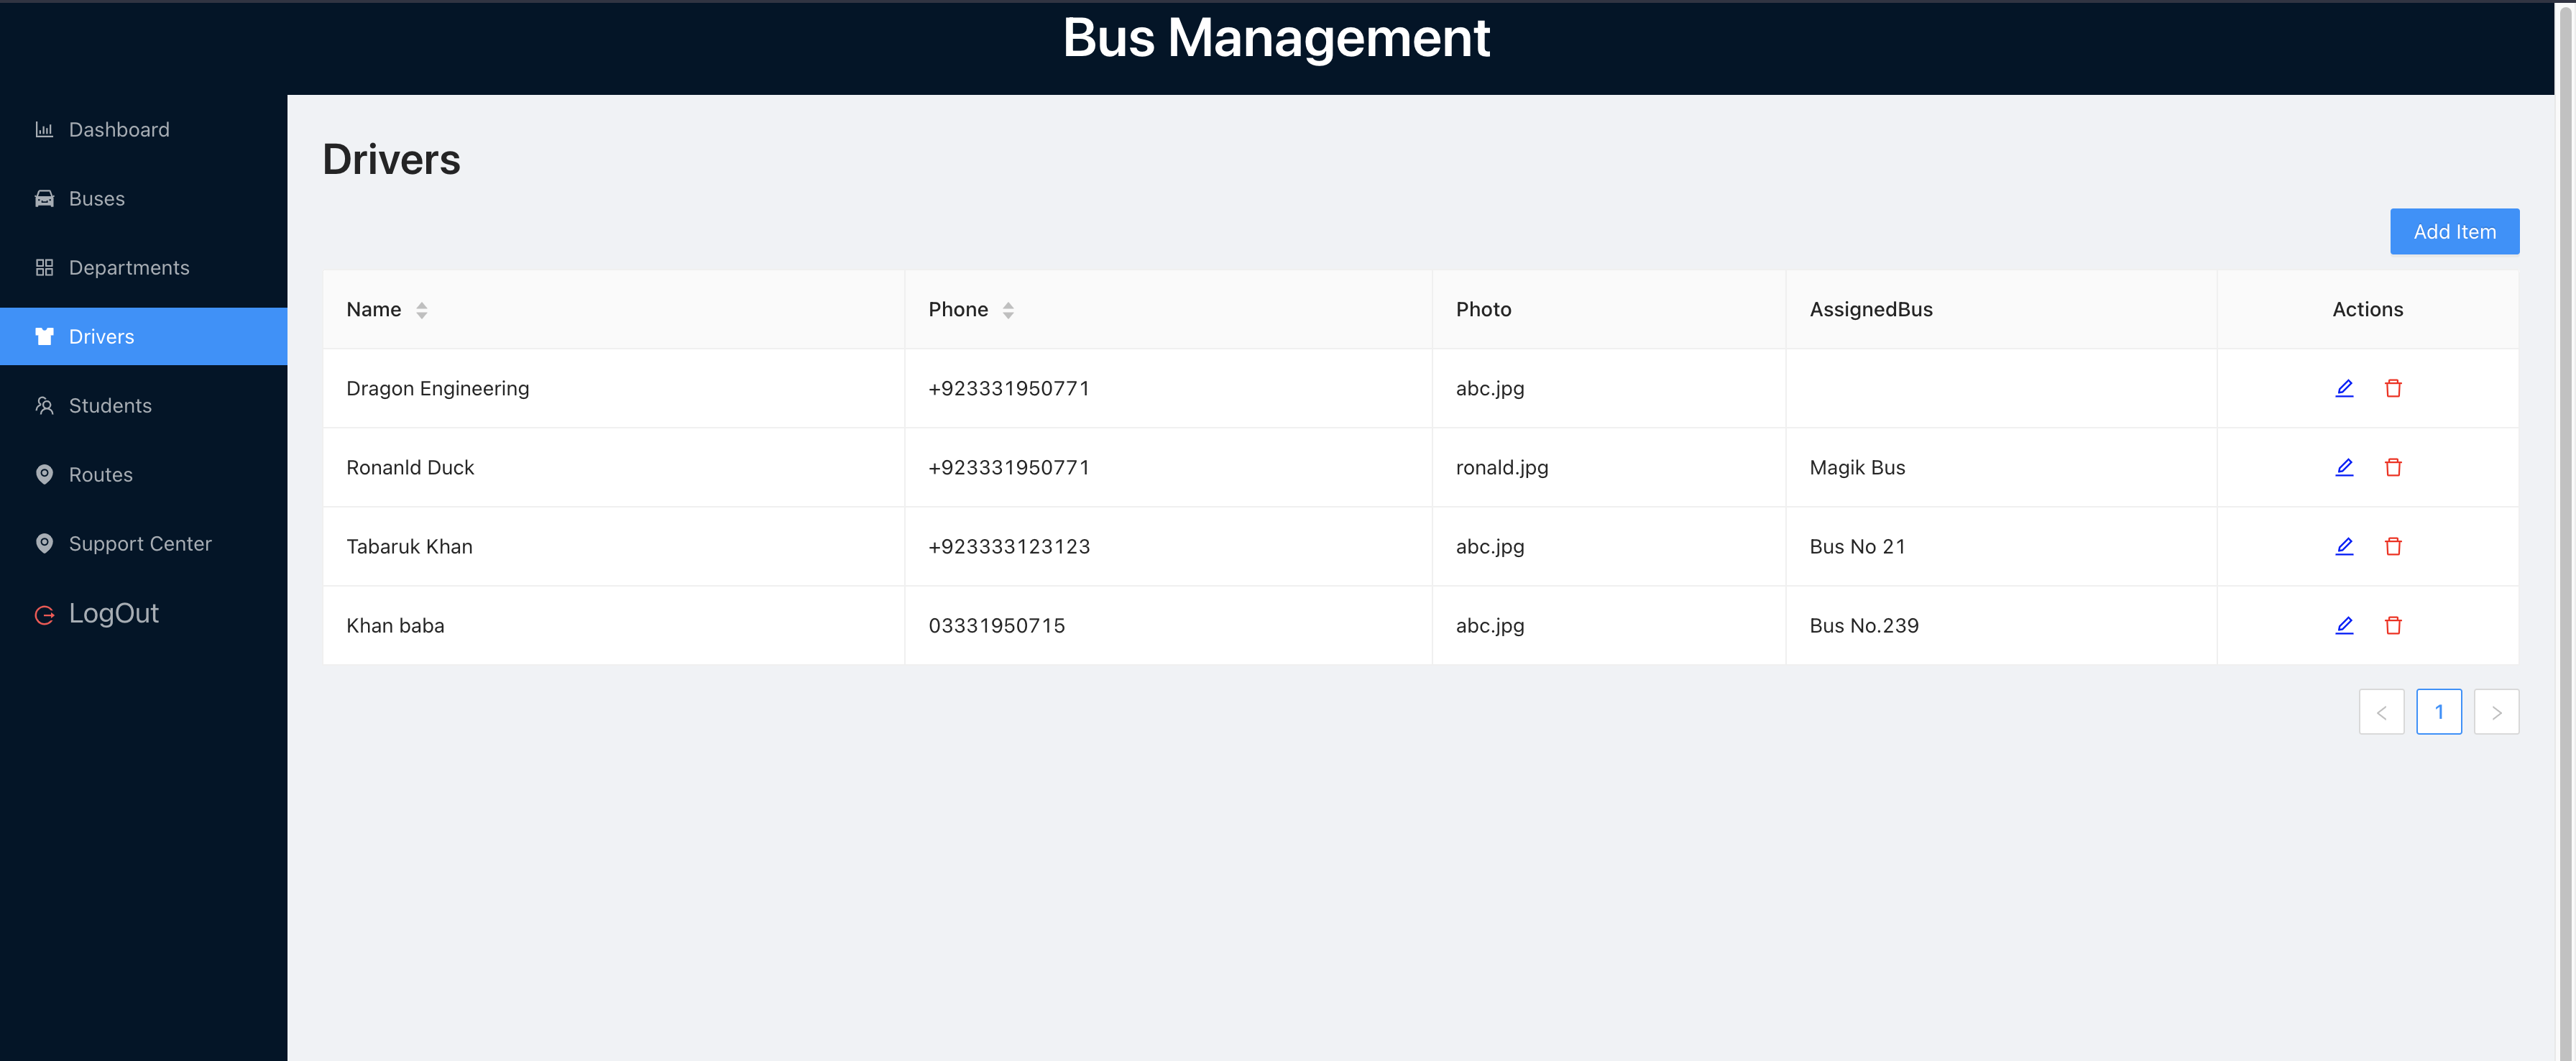 Bus Management
Dashboard
Buses
Departments
Drivers
Students
Routes
Support Center
LogOut
Drivers
Add Item
Name Phone Photo AssignedBus Actions
Dragon Engineering +923331950771 abc.jpg
Ronanld Duck +923331950771 ronald.jpg Magik Bus
Tabaruk Khan +923333123123 abc.jpg Bus No 21
Khan baba 03331950715 abc.jpg Bus No.239
< 1 >